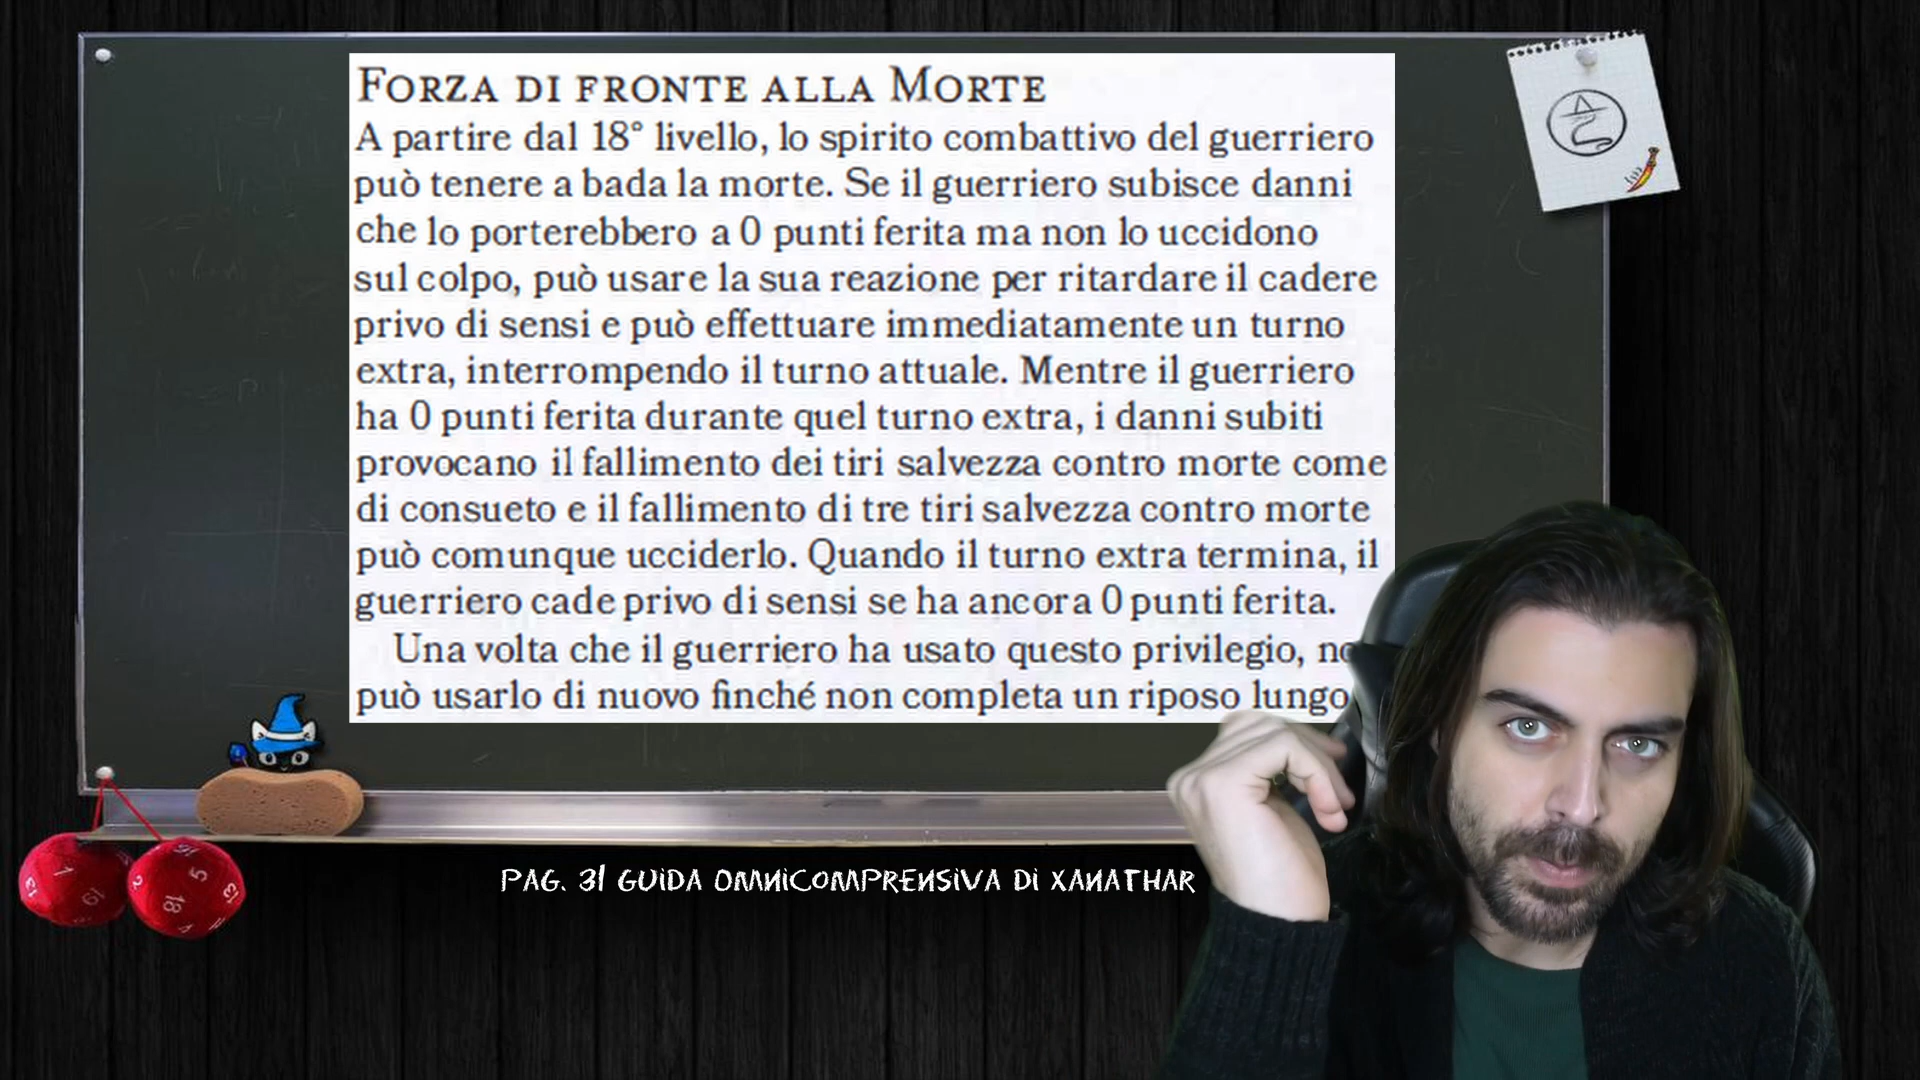 Forza di fronte alla Morte
A partire dal 18° livello, lo spirito combattivo del guerriero
può tenere a bada la morte. Se il guerriero subisce danni
che lo porterebbero a 0 punti ferita ma non lo uccidono
sul colpo, può usare la sua reazione per ritardare il cadere
privo di sensi e può effettuare immediatamente un turno
extra, interrompendo il turno attuale. Mentre il guerriero
ha 0 punti ferita durante quel turno extra, i danni subiti
provocano il fallimento dei tiri salvezza contro morte come
di consueto e il fallimento di tre tiri salvezza contro morte
può comunque ucciderlo. Quando il turno extra termina, il
guerriero cade privo di sensi se ha ancora 0 punti ferita.
Una volta che il guerriero ha usato questo privilegio,
può usarlo di nuovo finché non completa un riposo lungo
PAG. 31 GUIDA OMNICOMPRENSIVA DI XANATHAR
1
13
19
5
18